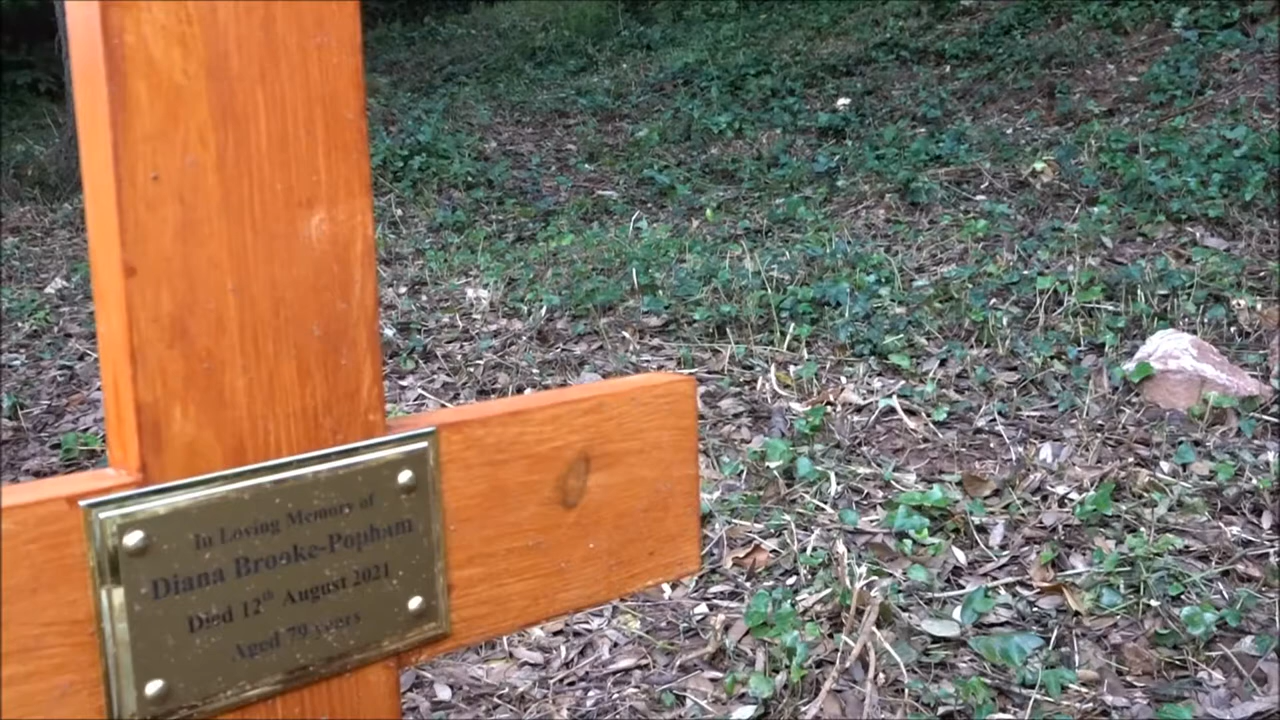 In Loving Memory of
Diana Brooke-Popham
Died 12th August 2021
Aged 79 years